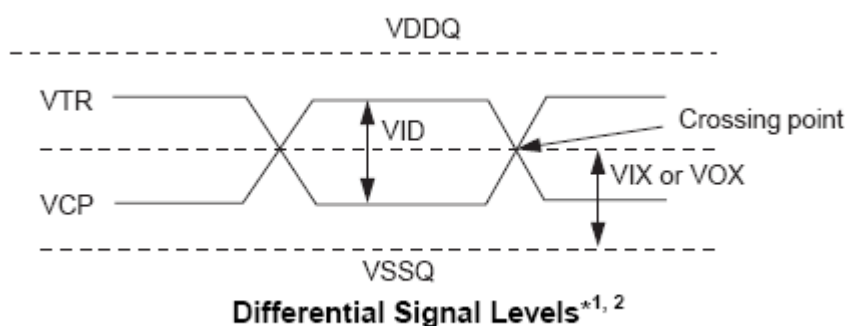 VDDQ
VTR
VID
Crossing point
VIX or VOX
VCP
VSSQ
Differential Signal Levels*1, 2